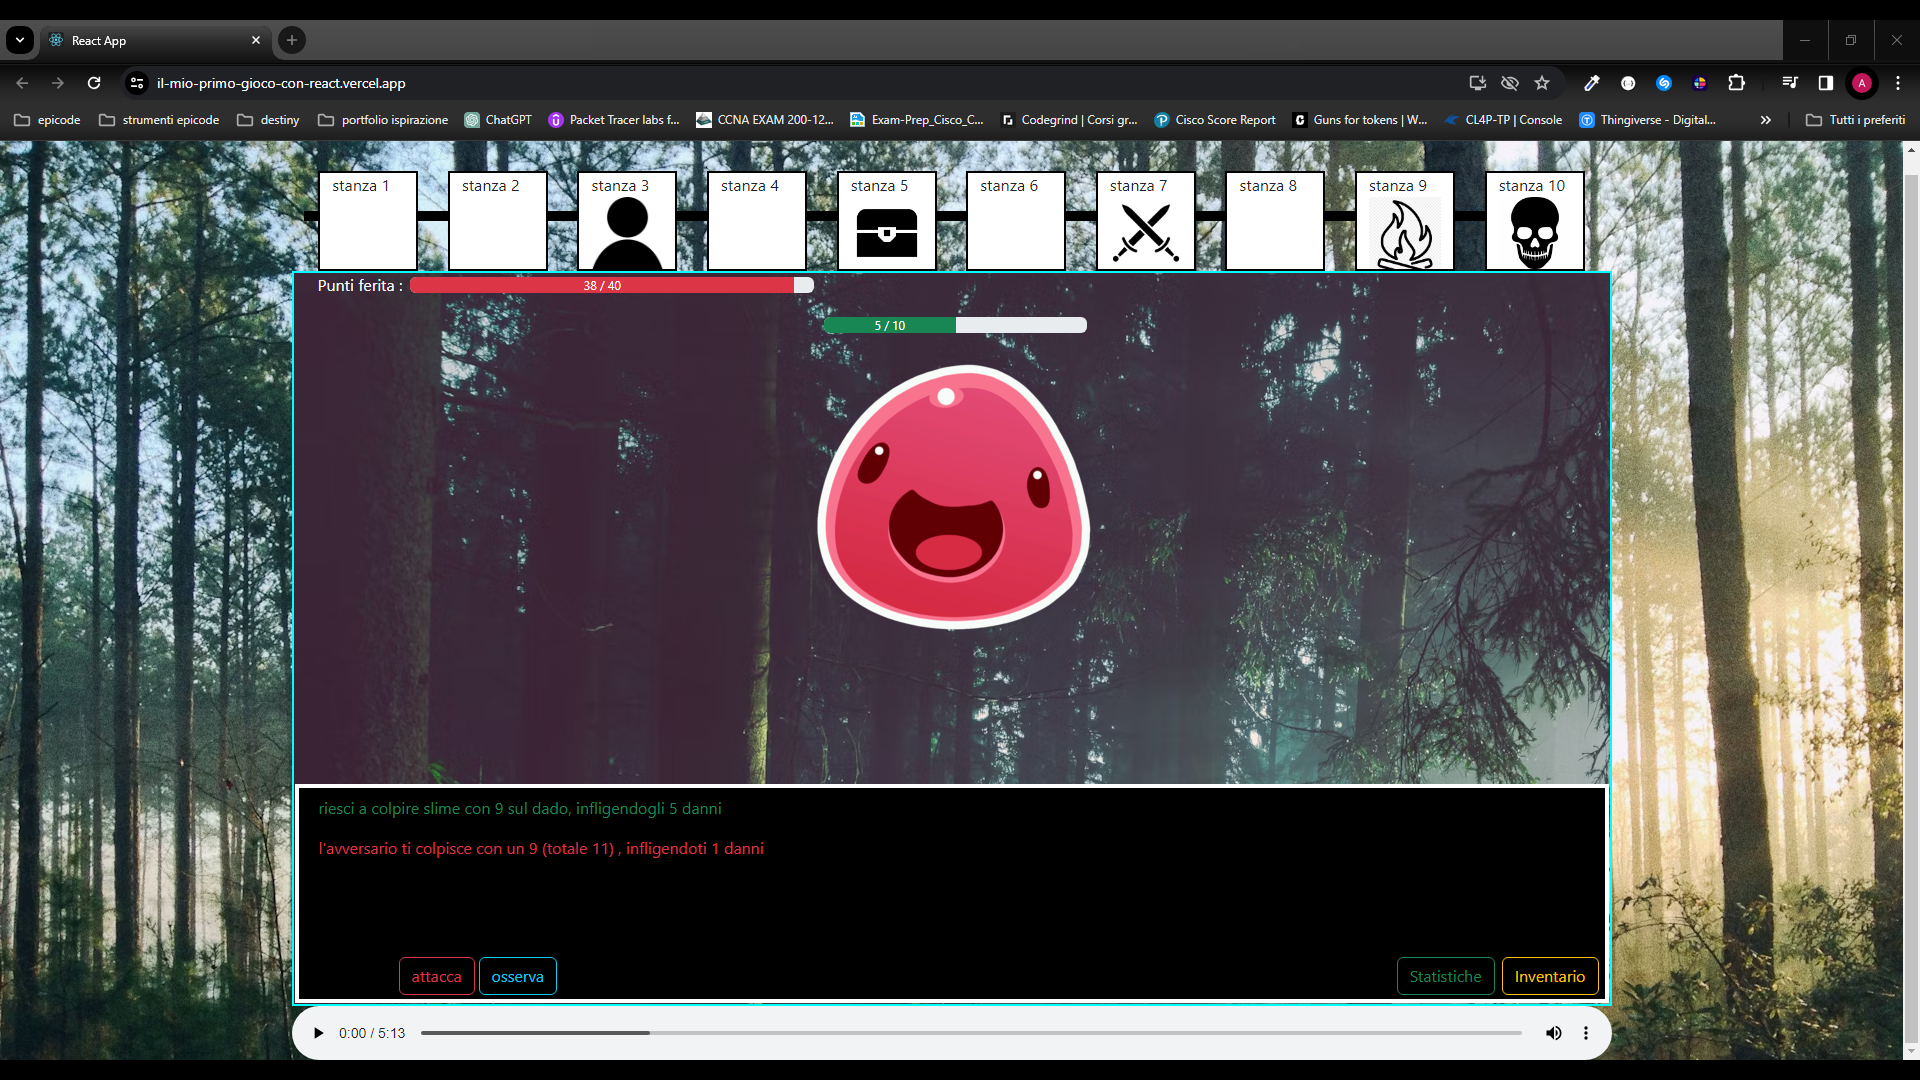 React App
il-mio-primo-gioco-con-react.vercel.app
A
epicode strumenti epicode destiny portfolio ispirazione ChatGPT Packet Tracer labs f... CCNA EXAM 200-12... Exam-Prep_Cisco_C... Codegrind | Corsi gr... Cisco Score Report Guns for tokens | W... CL4P-TP | Console Thingiverse - Digital... Tutti i preferiti
stanza 1 stanza 2 stanza 3 stanza 4 stanza 5 stanza 6 stanza 7 stanza 8 stanza 9 stanza 10
Punti ferita : 38 / 40
5 / 10
riesci a colpire slime con 9 sul dado, infligendogli 5 danni
l'avversario ti colpisce con un 9 (totale 11) , infligendoti 1 danni
attacca osserva Statistiche Inventario
0:00 / 5:13